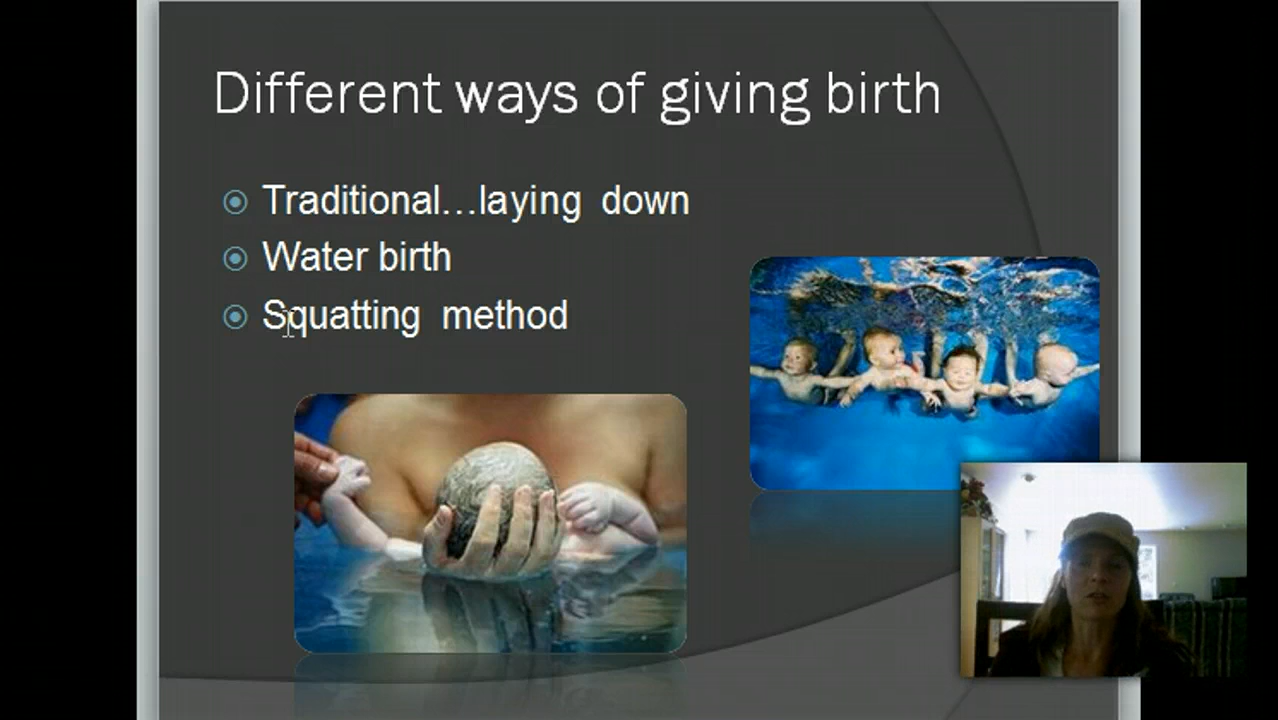 Different ways of giving birth
Traditional...laying down
Water birth
Squatting method